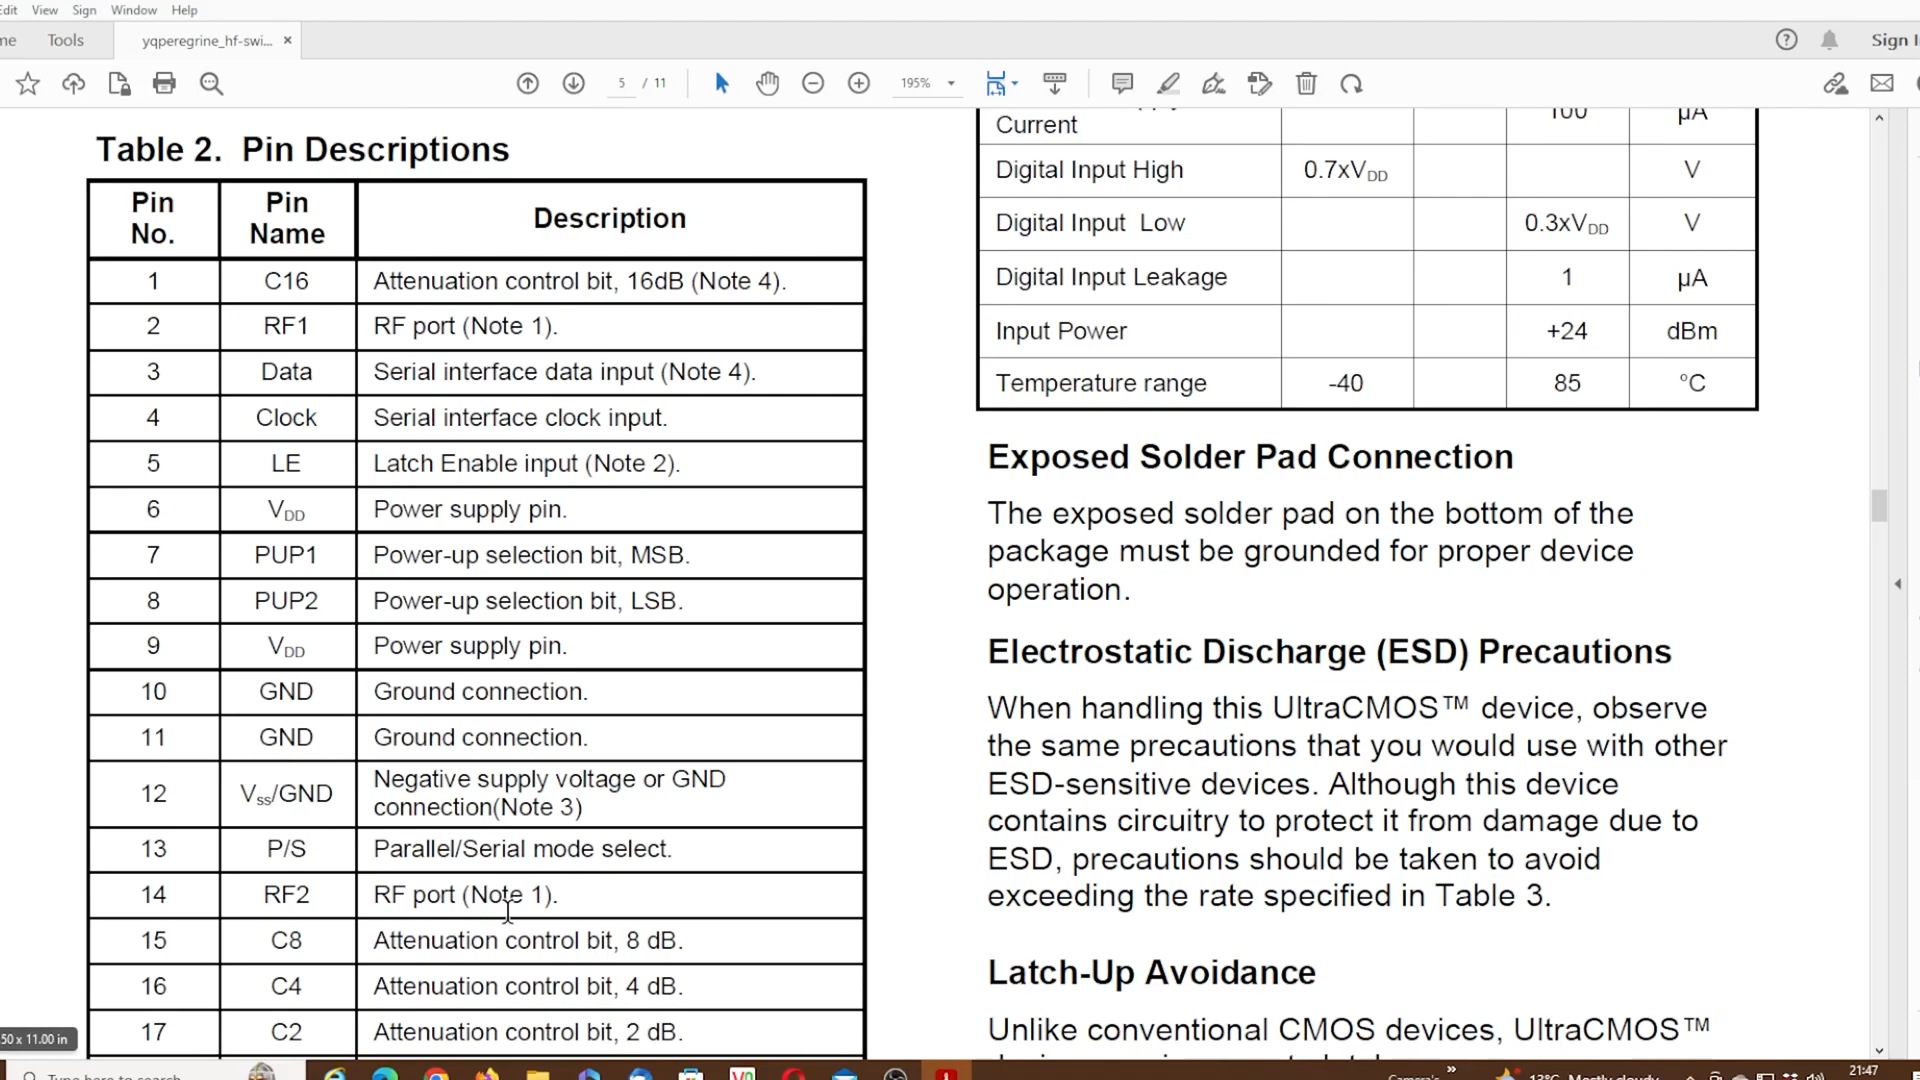 Edit View Sign Window Help
Tools yqperegrine_hf-swi... ×
Sign
5 / 11 195%
Table 2. Pin Descriptions
Pin No. Pin Name Description
1 C16 Attenuation control bit, 16dB (Note 4).
2 RF1 RF port (Note 1).
3 Data Serial interface data input (Note 4).
4 Clock Serial interface clock input.
5 LE Latch Enable input (Note 2).
6 VDD Power supply pin.
7 PUP1 Power-up selection bit, MSB.
8 PUP2 Power-up selection bit, LSB.
9 VDD Power supply pin.
10 GND Ground connection.
11 GND Ground connection.
12 Vss/GND Negative supply voltage or GND
connection(Note 3)
13 P/S Parallel/Serial mode select.
14 RF2 RF port (Note 1).
15 C8 Attenuation control bit, 8 dB.
16 C4 Attenuation control bit, 4 dB.
17 C2 Attenuation control bit, 2 dB.
Current 100 µA
Digital Input High 0.7xVDD V
Digital Input Low 0.3xVDD V
Digital Input Leakage 1 µA
Input Power +24 dBm
Temperature range -40 85 °C
Exposed Solder Pad Connection
The exposed solder pad on the bottom of the
package must be grounded for proper device
operation.
Electrostatic Discharge (ESD) Precautions
When handling this UltraCMOS™ device, observe
the same precautions that you would use with other
ESD-sensitive devices. Although this device
contains circuitry to protect it from damage due to
ESD, precautions should be taken to avoid
exceeding the rate specified in Table 3.
Latch-Up Avoidance
Unlike conventional CMOS devices, UltraCMOS™
.50 x 11.00 in
Type here to search
Camera's
13°C Mostly cloudy
21:47